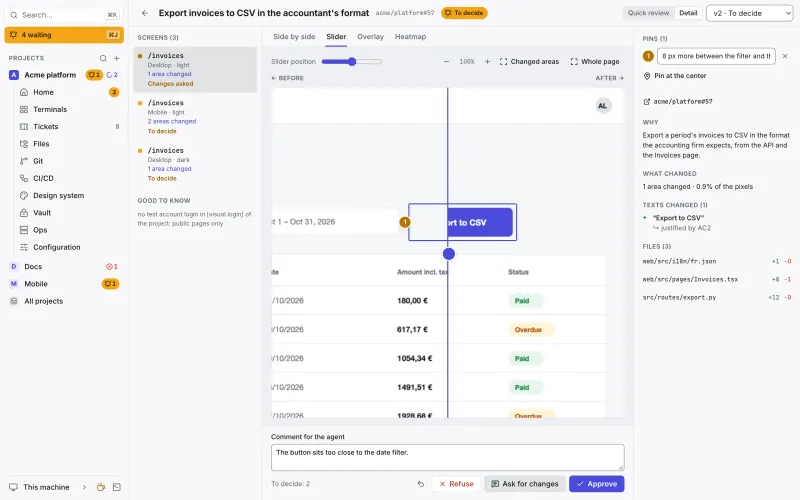 Search... ⌘K
4 waiting ⌘J
PROJECTS
A Acme platform 1 2
Home 3
Terminals
Tickets 8
Files
Git
CI/CD
Design system
Vault
Ops
Configuration
D Docs 1
M Mobile 1
All projects
This machine
Export invoices to CSV in the accountant's format acme/platform#57 To decide
Quick review Detail v2 · To decide
SCREENS (3)
/invoices
Desktop · light
1 area changed
Changes asked
/invoices
Mobile · light
2 areas changed
To decide
/invoices
Desktop · dark
1 area changed
To decide
GOOD TO KNOW
no test account login in [visual.login] of
the project: public pages only
Side by side Slider Overlay Heatmap
Slider position 100% Changed areas Whole page
← BEFORE AFTER →
AL
1 – Oct 31, 2026
1
ort to CSV
Amount incl. tax Status
/10/2026 180,00 € Paid
/10/2026 617,17 € Overdue
/10/2026 1054,34 € Paid
/10/2026 1491,51 € Paid
/10/2026 1928,68 € Overdue
Comment for the agent
The button sits too close to the date filter.
To decide: 2 Refuse Ask for changes Approve
PINS (1)
1 8 px more between the filter and th
Pin at the center
acme/platform#57
WHY
Export a period's invoices to CSV in the format
the accounting firm expects, from the API and
the Invoices page.
WHAT CHANGED
1 area changed · 0.9% of the pixels
TEXTS CHANGED (1)
+ “Export to CSV”
↪ justified by AC2
FILES (3)
web/src/i18n/fr.json +1 -0
web/src/pages/Invoices.tsx +8 -1
src/routes/export.py +12 -0